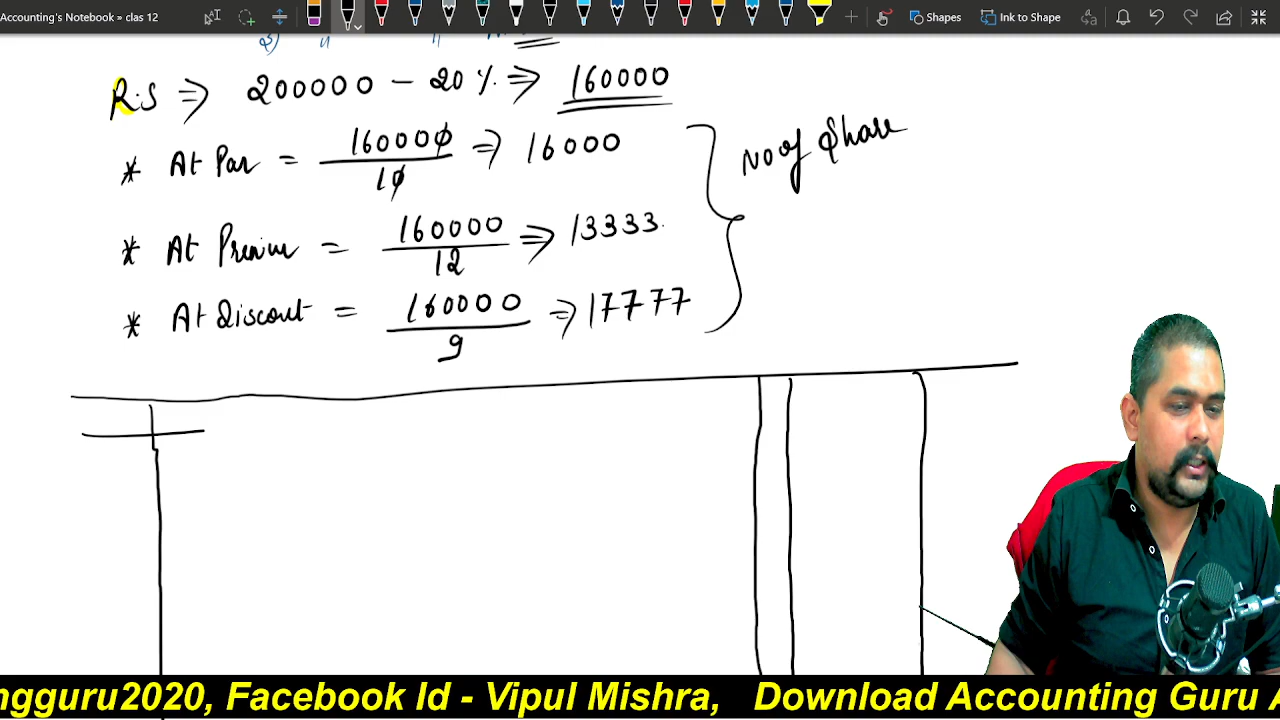 Accounting's Notebook » clas 12
Shapes
Ink to Shape
R.S ⇒ 200000 - 20 % ⇒ 160000
* At Par = 160000 / 10 ⇒ 16000
No of Share
* At Premium = 160000 / 12 ⇒ 13333.
* At Discout = 160000 / 9 ⇒ 17777
ngguru2020, Facebook Id - Vipul Mishra, Download Accounting Guru A